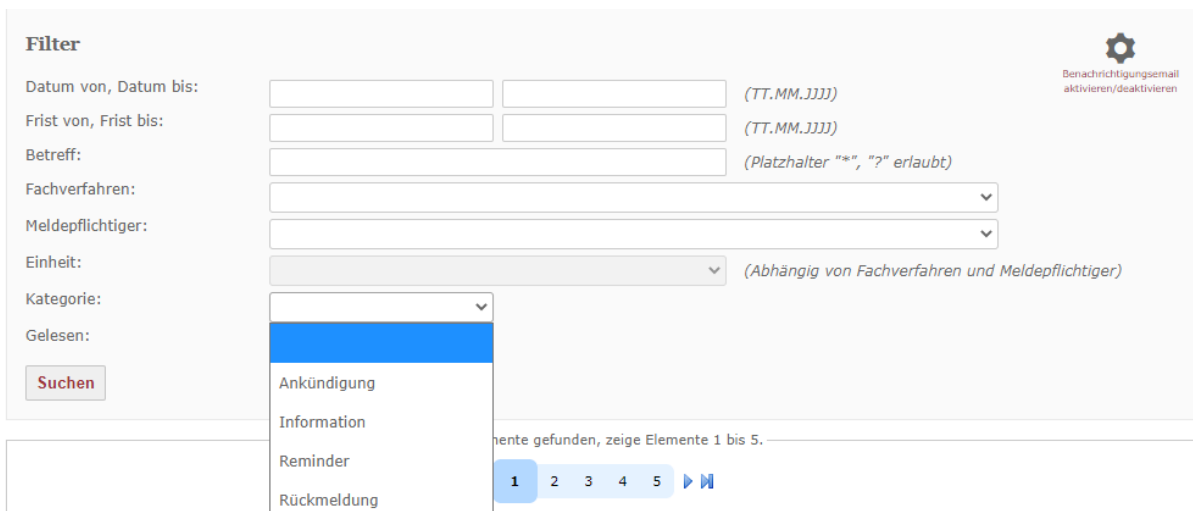 Filter
Benachrichtigungsemail
aktivieren/deaktivieren
Datum von, Datum bis:
(TT.MM.JJJJ)
Frist von, Frist bis:
(TT.MM.JJJJ)
Betreff:
(Platzhalter "*", "?" erlaubt)
Fachverfahren:
Meldepflichtiger:
Einheit:
(Abhängig von Fachverfahren und Meldepflichtiger)
Kategorie:
Gelesen:
Suchen
Ankündigung
Information
Reminder
Rückmeldung
gefunden, zeige Elemente 1 bis 5.
1 2 3 4 5